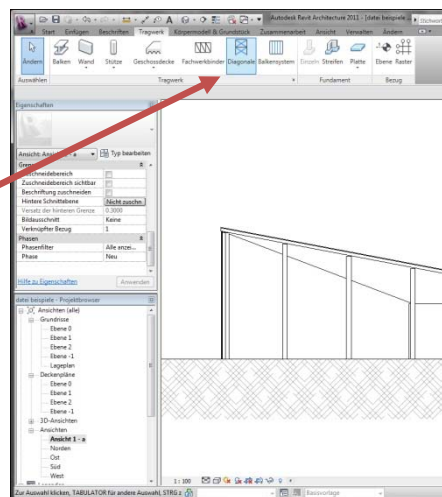 Autodesk Revit Architecture 2011 - [datei beispiele
Start Einfügen Beschriften Tragwerk Körpermodell & Grundstück Zusammenarbeit Ansicht Verwalten Ändern
Ändern Balken Wand Stütze Geschossdecke Fachwerkbinder Diagonale Balkensystem Einzeln Streifen Platte Ebene Raster
Auswählen Tragwerk Fundament Bezug
Eigenschaften
Ansicht: Ansicht 1 - a Typ bearbeiten
Zuschneidebereich
Zuschneidebereich sichtbar
Beschriftung zuschneiden
Hintere Schnittebene Nicht zuschn
Versatz der hinteren Grenze 0.3000
Bildausschnitt Keine
Verknüpfter Bezug 1
Phasen
Phasenfilter Alle anzei...
Phase Neu
Hilfe zu Eigenschaften Anwenden
datei beispiele - Projektbrowser
Ansichten (alle)
Grundrisse
Ebene 0
Ebene 1
Ebene 2
Ebene -1
Lageplan
Deckenpläne
Ebene 0
Ebene 1
Ebene 2
Ebene -1
3D-Ansichten
Ansichten
Ansicht 1 - a
Norden
Ost
Süd
West
1 : 100
Zur Auswahl klicken, TABULATOR für andere Auswahl, STRG z
Basisvorlage